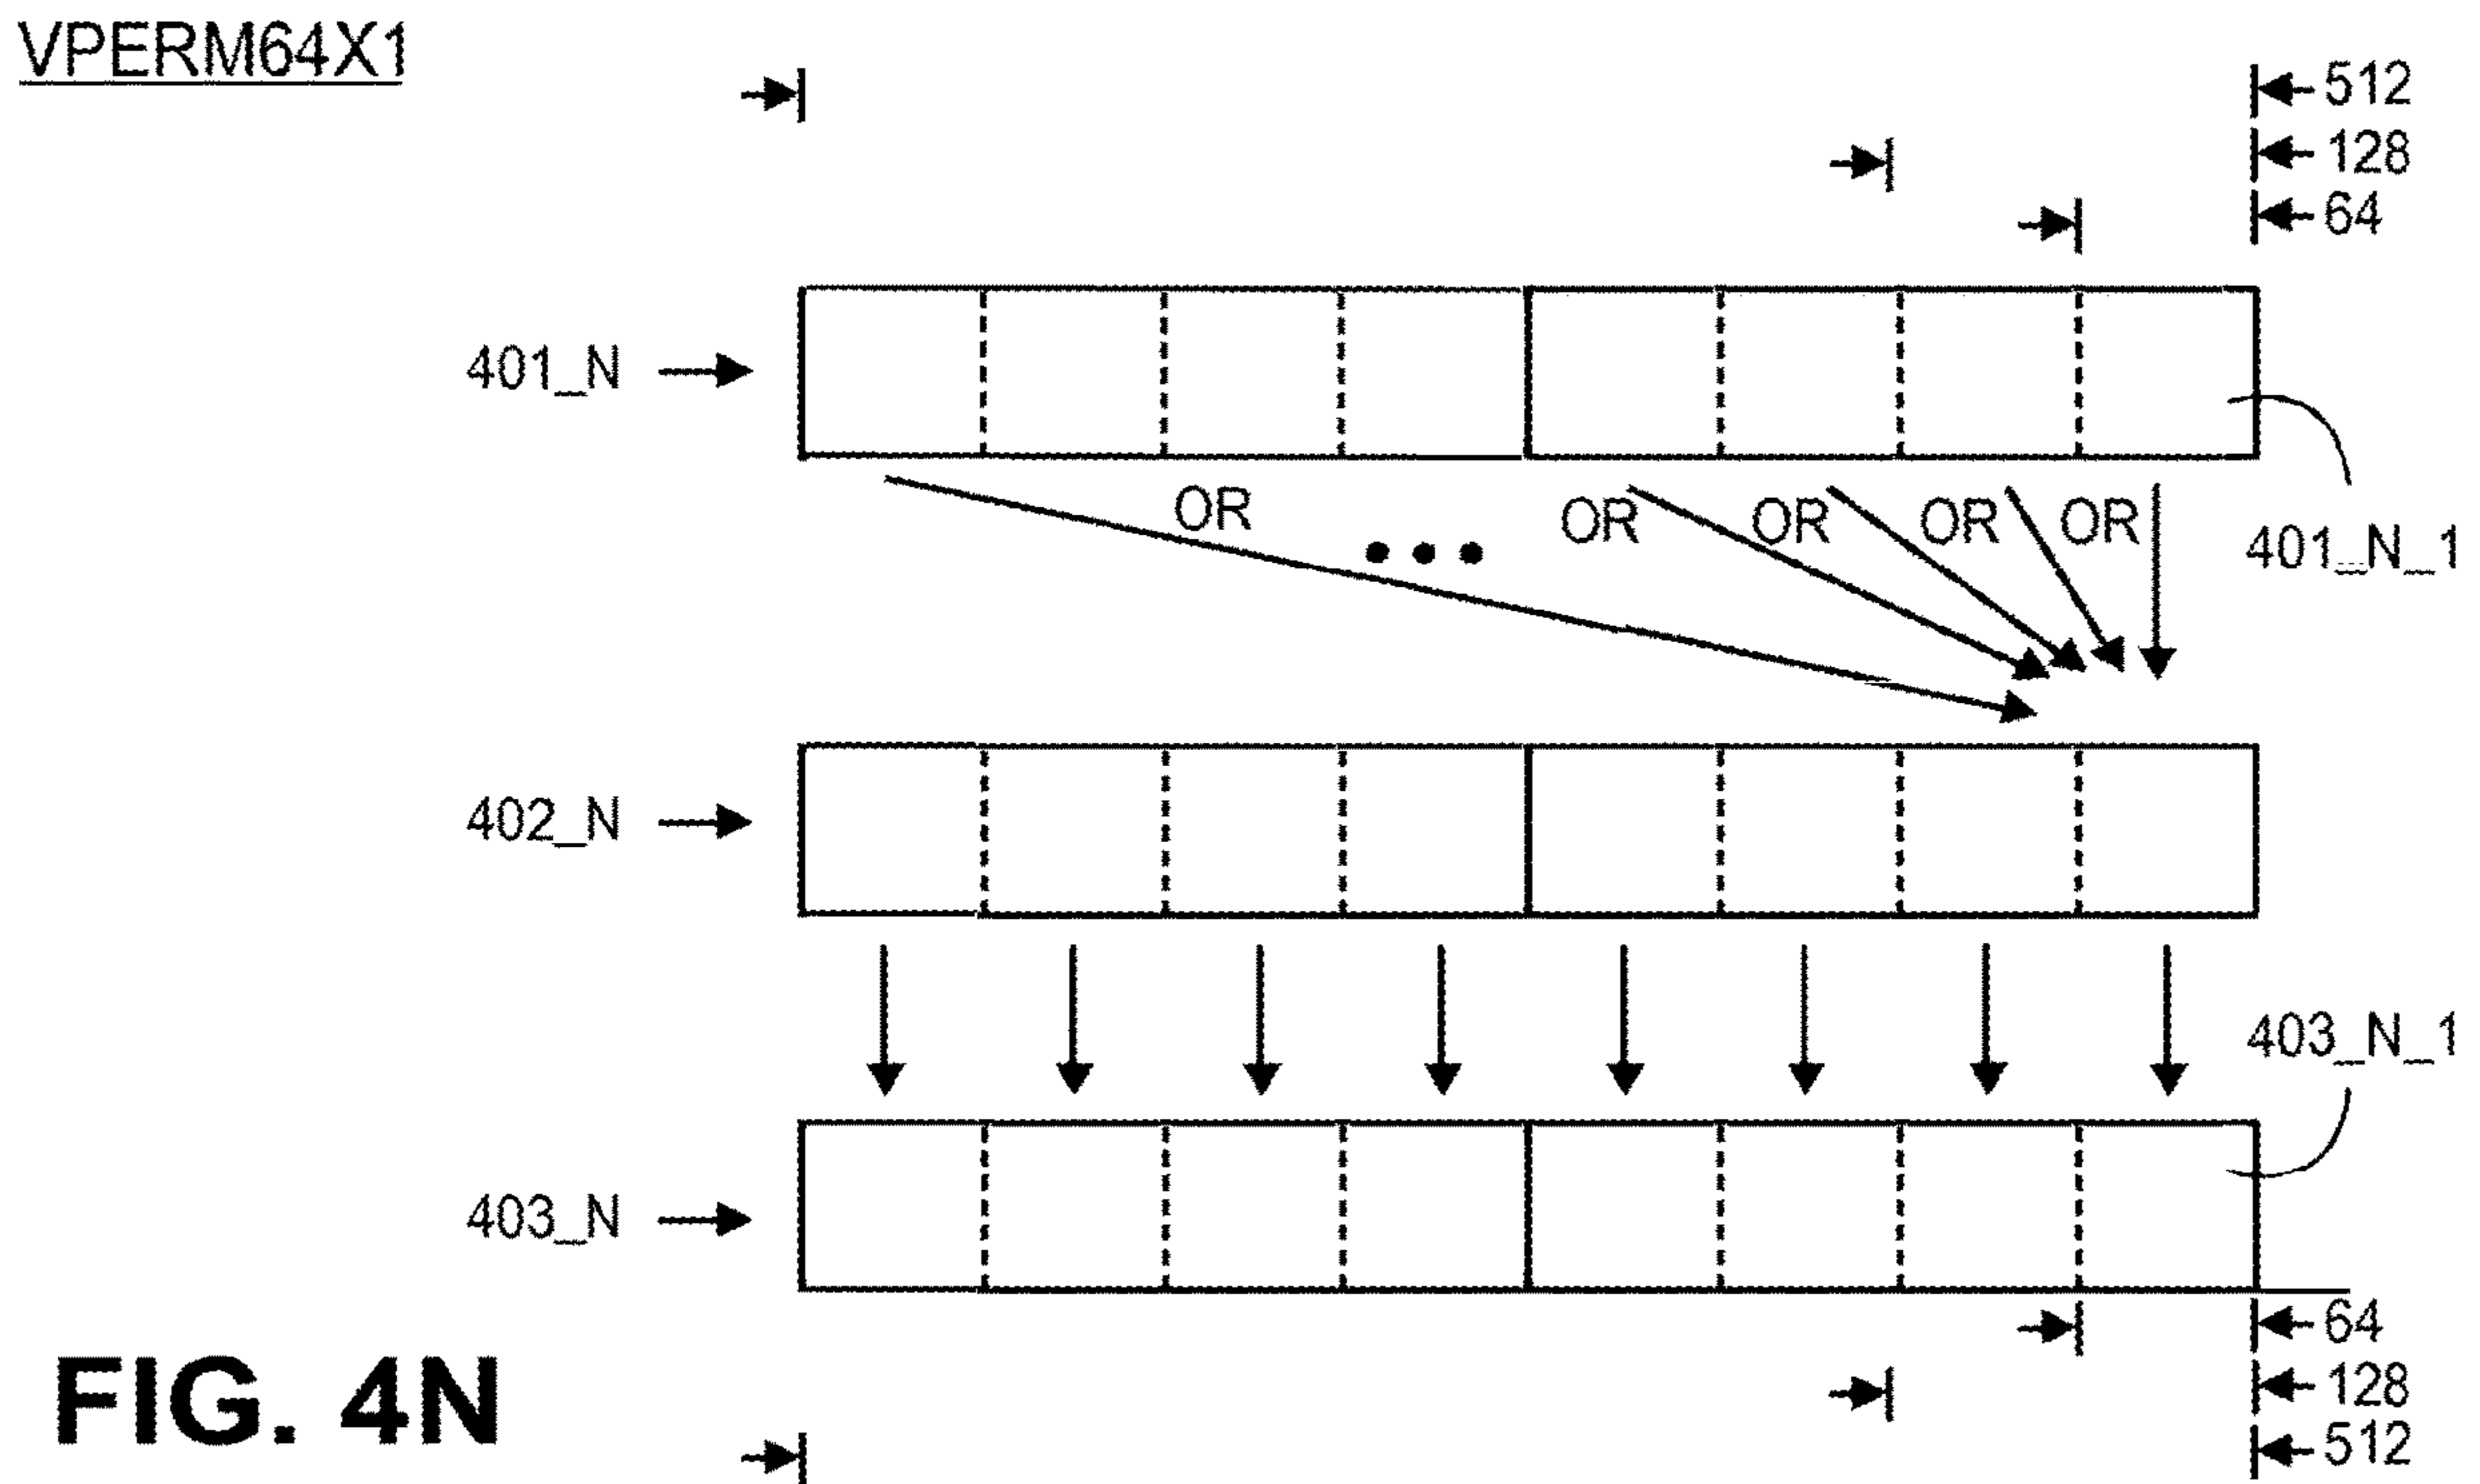 VPERM64X1
512
128
64
401_N
OR OR OR OR OR
401_N_1
402_N
403_N_1
403_N
64
128
512
FIG. 4N